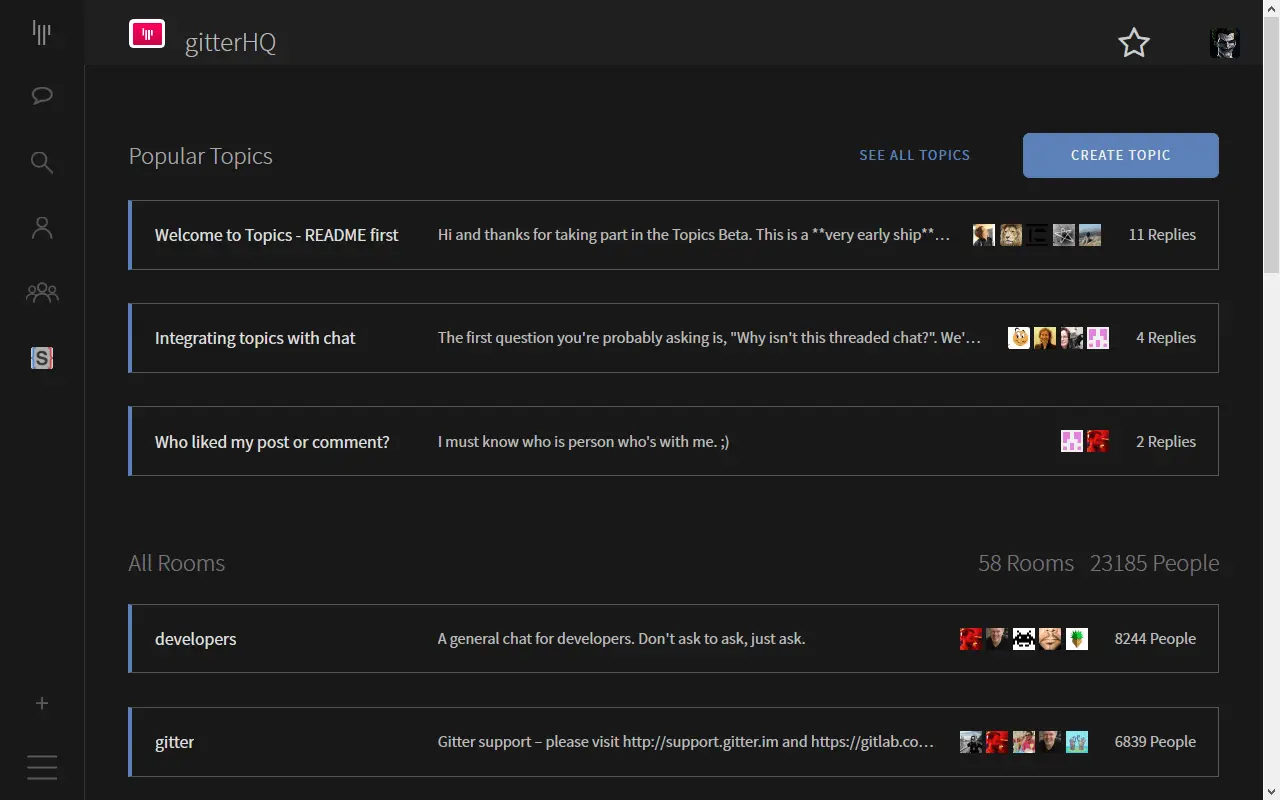 gitterHQ
Popular Topics
SEE ALL TOPICS
CREATE TOPIC
Welcome to Topics - README first
Hi and thanks for taking part in the Topics Beta. This is a **very early ship**…
11 Replies
Integrating topics with chat
The first question you're probably asking is, "Why isn't this threaded chat?". We'…
4 Replies
Who liked my post or comment?
I must know who is person who's with me. ;)
2 Replies
S
All Rooms
58 Rooms
23185 People
developers
A general chat for developers. Don't ask to ask, just ask.
8244 People
gitter
Gitter support – please visit http://support.gitter.im and https://gitlab.co…
6839 People